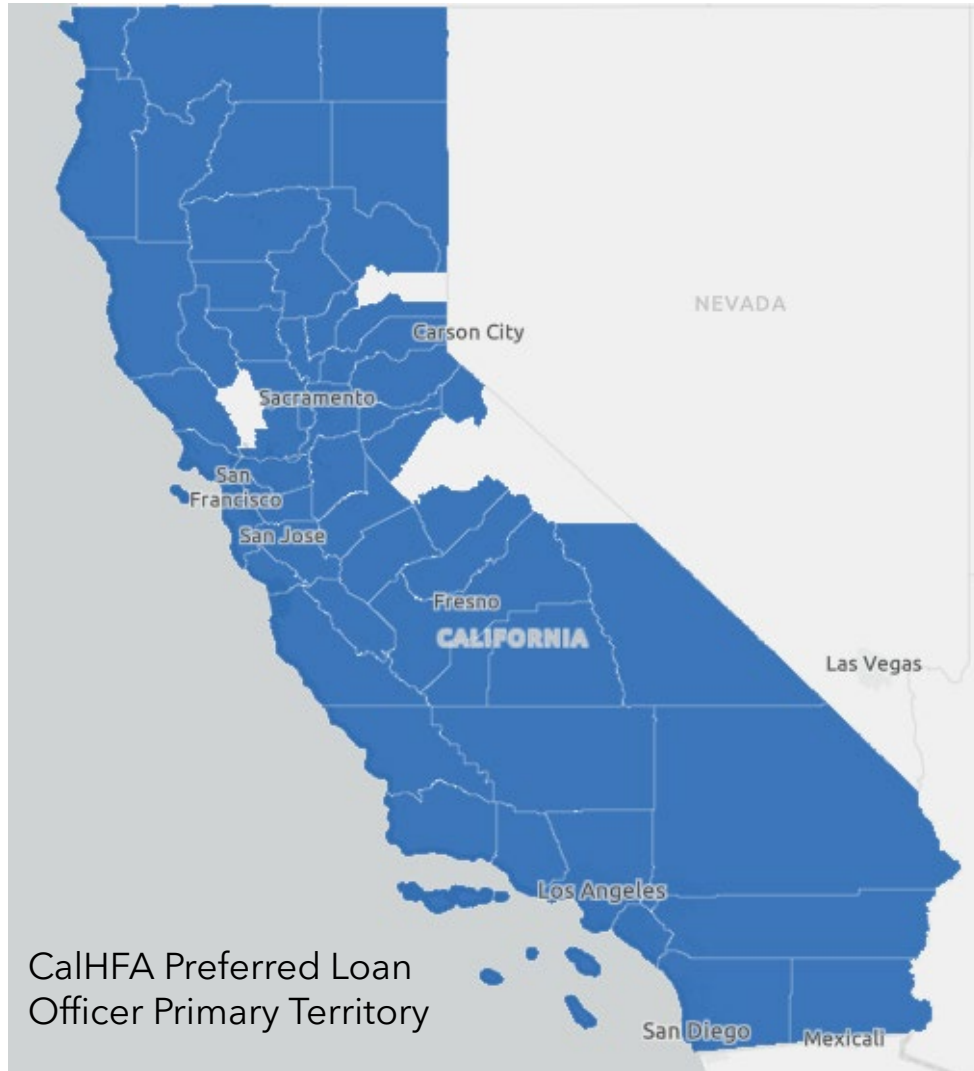 NEVADA
Carson City
Sacramento
San
Francisco
San Jose
Fresno
CALIFORNIA
Las Vegas
Los Angeles
CalHFA Preferred Loan
Officer Primary Territory
San Diego
Mexicali